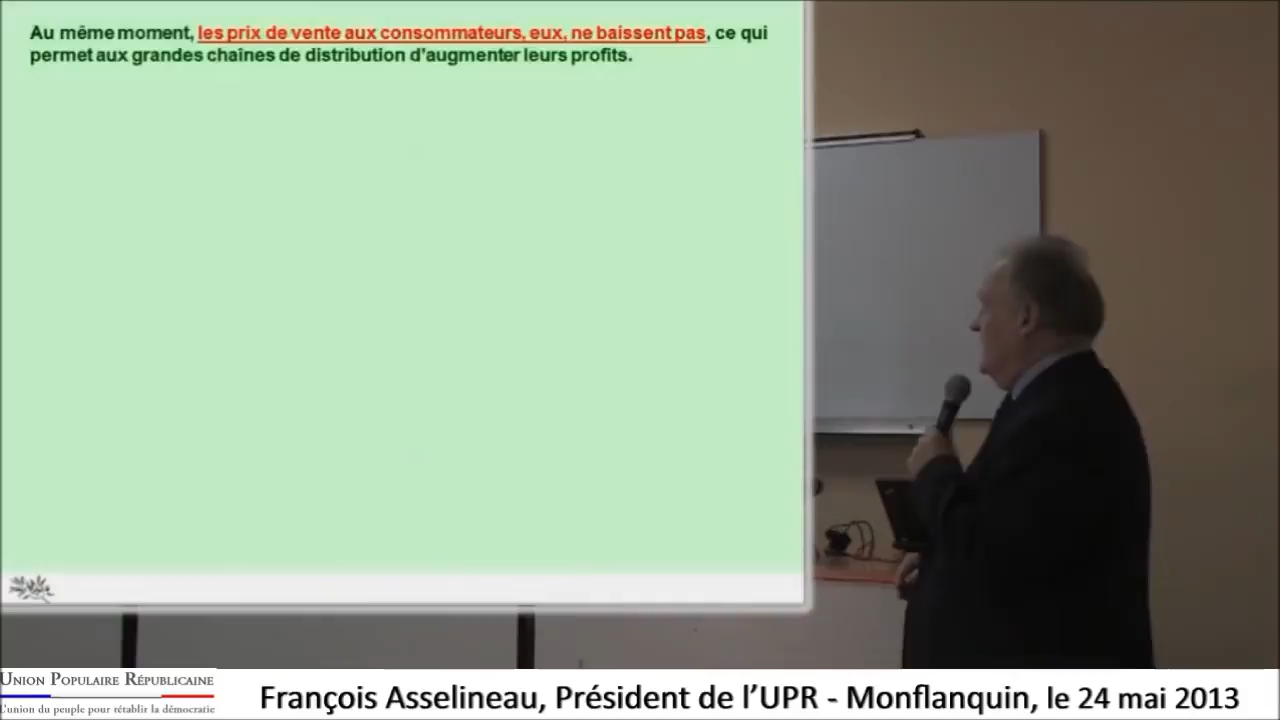 Au même moment, les prix de vente aux consommateurs, eux, ne baissent pas, ce qui
permet aux grandes chaînes de distribution d'augmenter leurs profits.
UNION POPULAIRE RÉPUBLICAINE
L'union du peuple pour rétablir la démocratie
François Asselineau, Président de l'UPR - Monflanquin, le 24 mai 2013